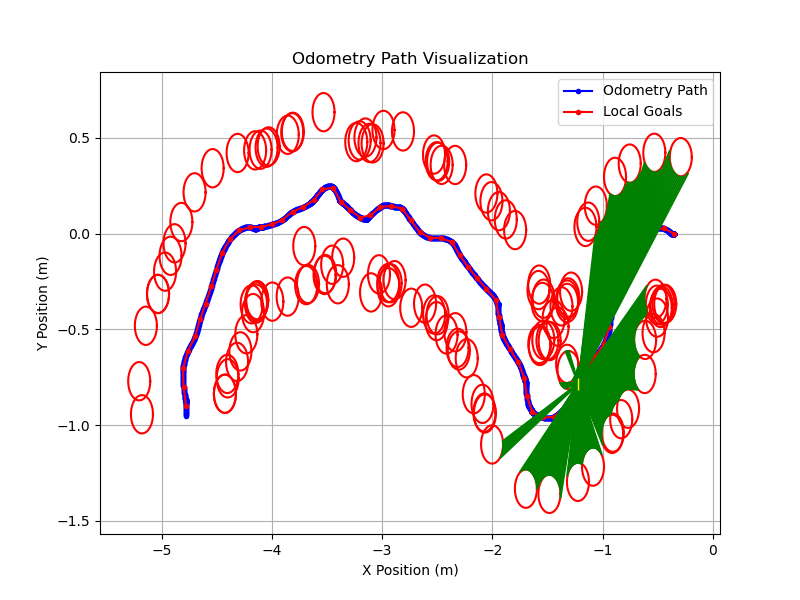 Odometry Path Visualization
Odometry Path
Local Goals
Y Position (m)
0.5
0.0
−0.5
−1.0
−1.5
−5
−4
−3
−2
−1
0
X Position (m)